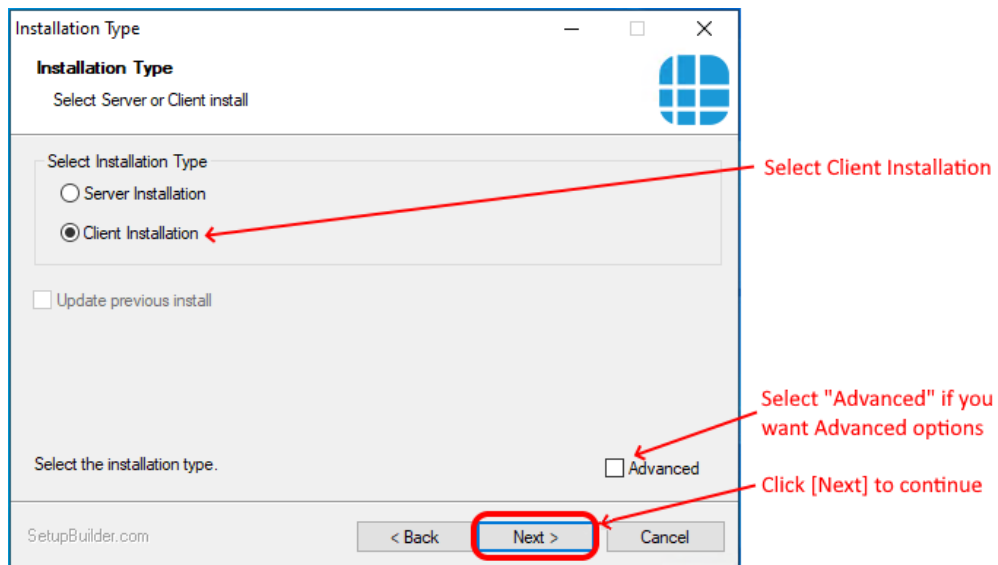 Installation Type
Installation Type
Select Server or Client install
Select Installation Type
Select Client Installation
Server Installation
Client Installation
Update previous install
Select "Advanced" if you
want Advanced options
Select the installation type.
Advanced
Click [Next] to continue
SetupBuilder.com
< Back
Next >
Cancel